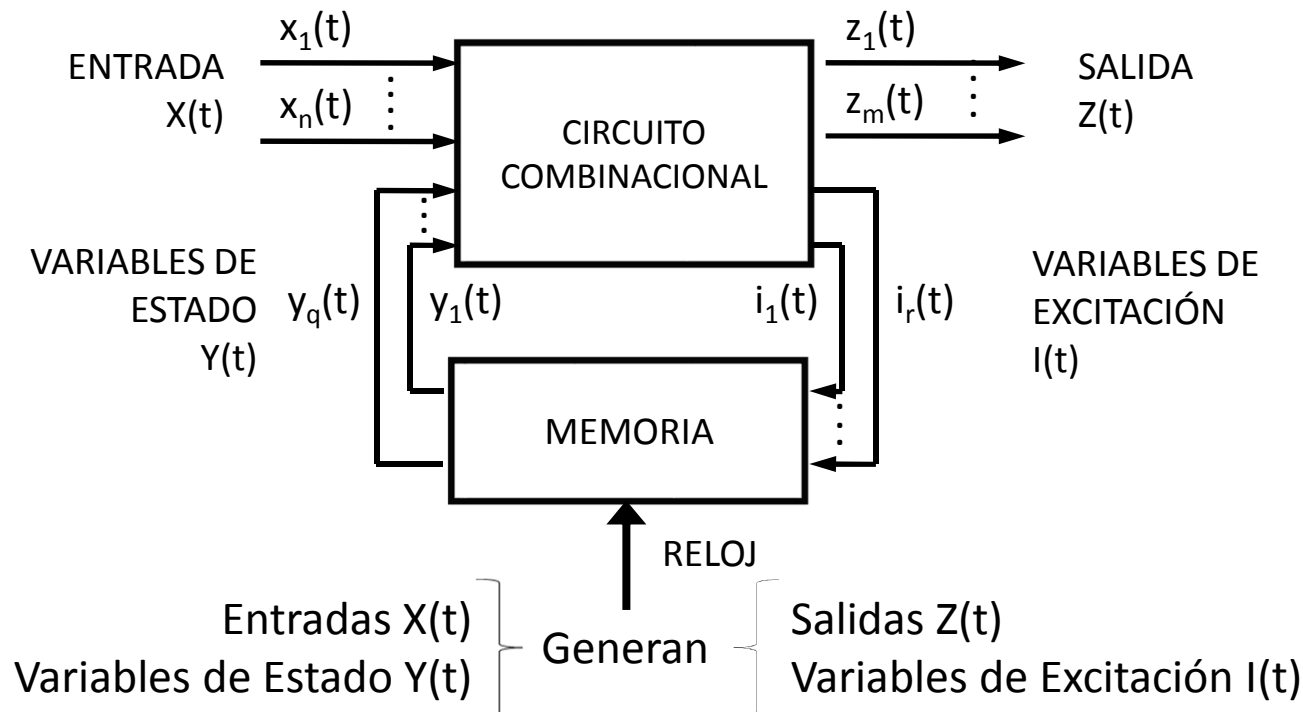 x1(t)
ENTRADA
X(t)
xn(t)
CIRCUITO
COMBINACIONAL
z1(t)
zm(t)
SALIDA
Z(t)
VARIABLES DE
ESTADO
Y(t)
yq(t)
y1(t)
i1(t)
ir(t)
VARIABLES DE
EXCITACIÓN
I(t)
MEMORIA
RELOJ
Entradas X(t)
Variables de Estado Y(t)
Generan
Salidas Z(t)
Variables de Excitación I(t)